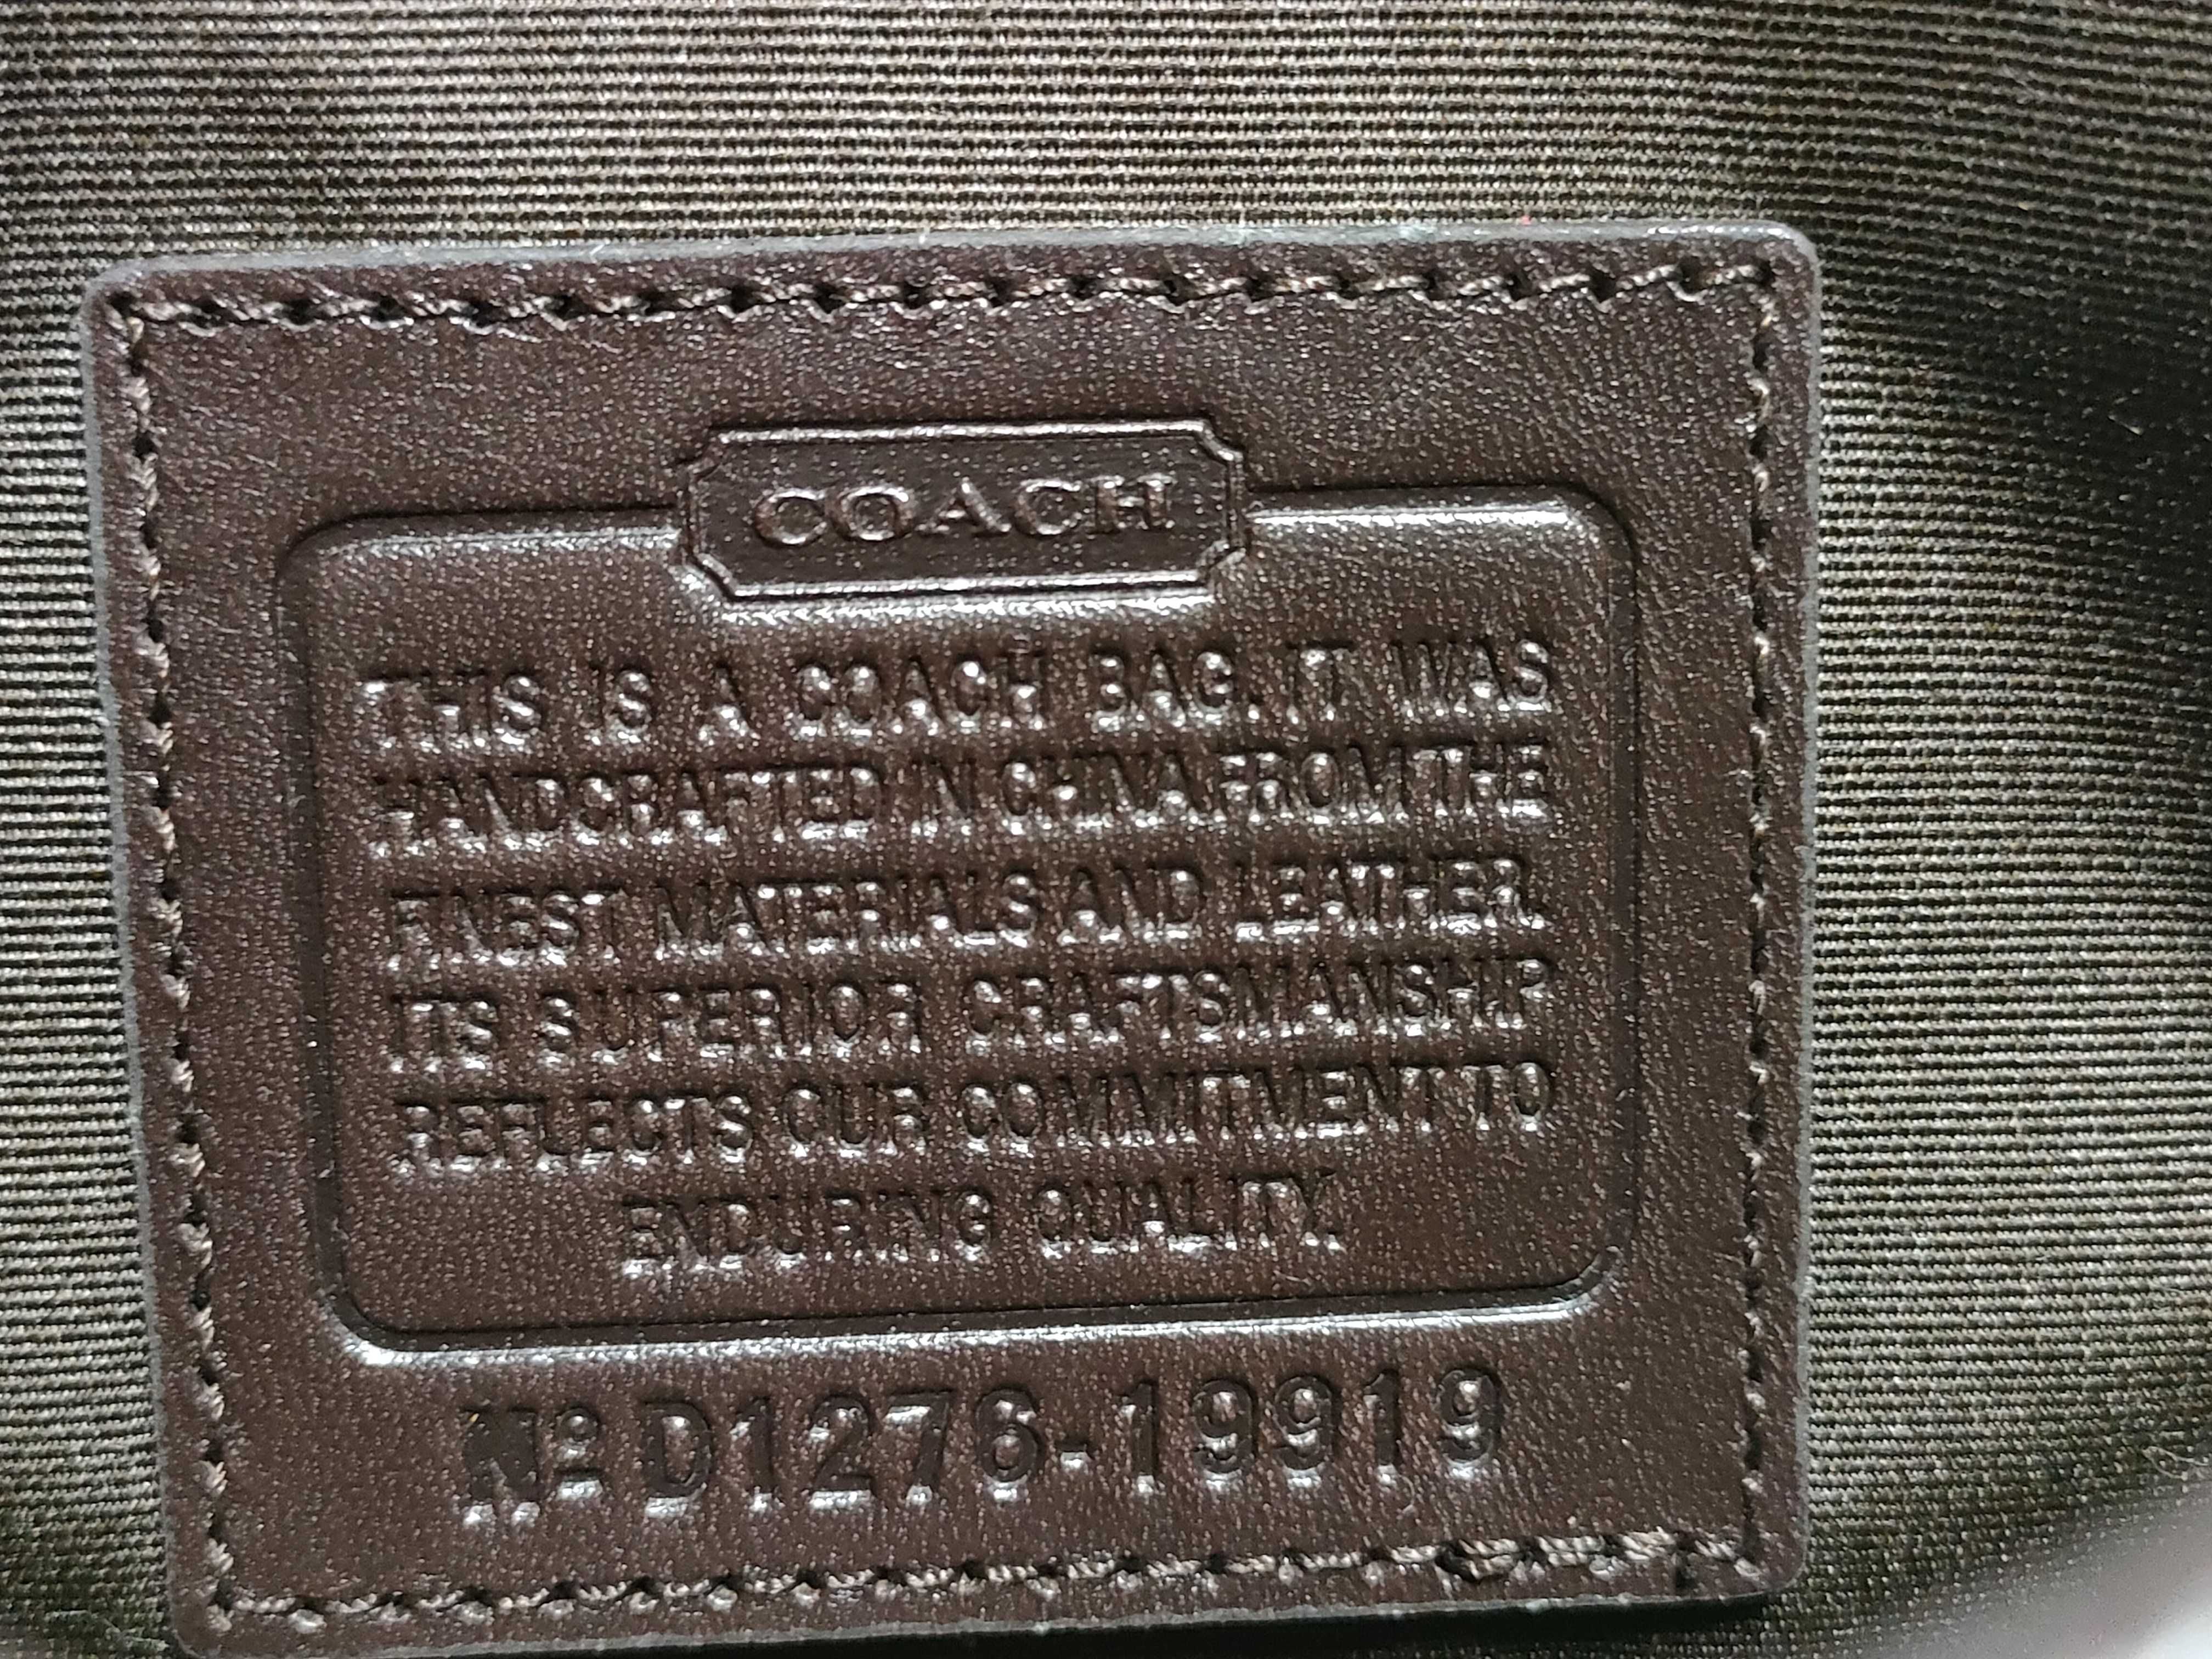 COACH
THIS IS A COACH BAG. IT WAS
HANDCRAFTED IN CHINA FROM THE
FINEST MATERIALS AND LEATHER.
ITS SUPERIOR CRAFTSMANSHIP
REFLECTS OUR COMMITMENT TO
ENDURING QUALITY.
Nº D1276-19919